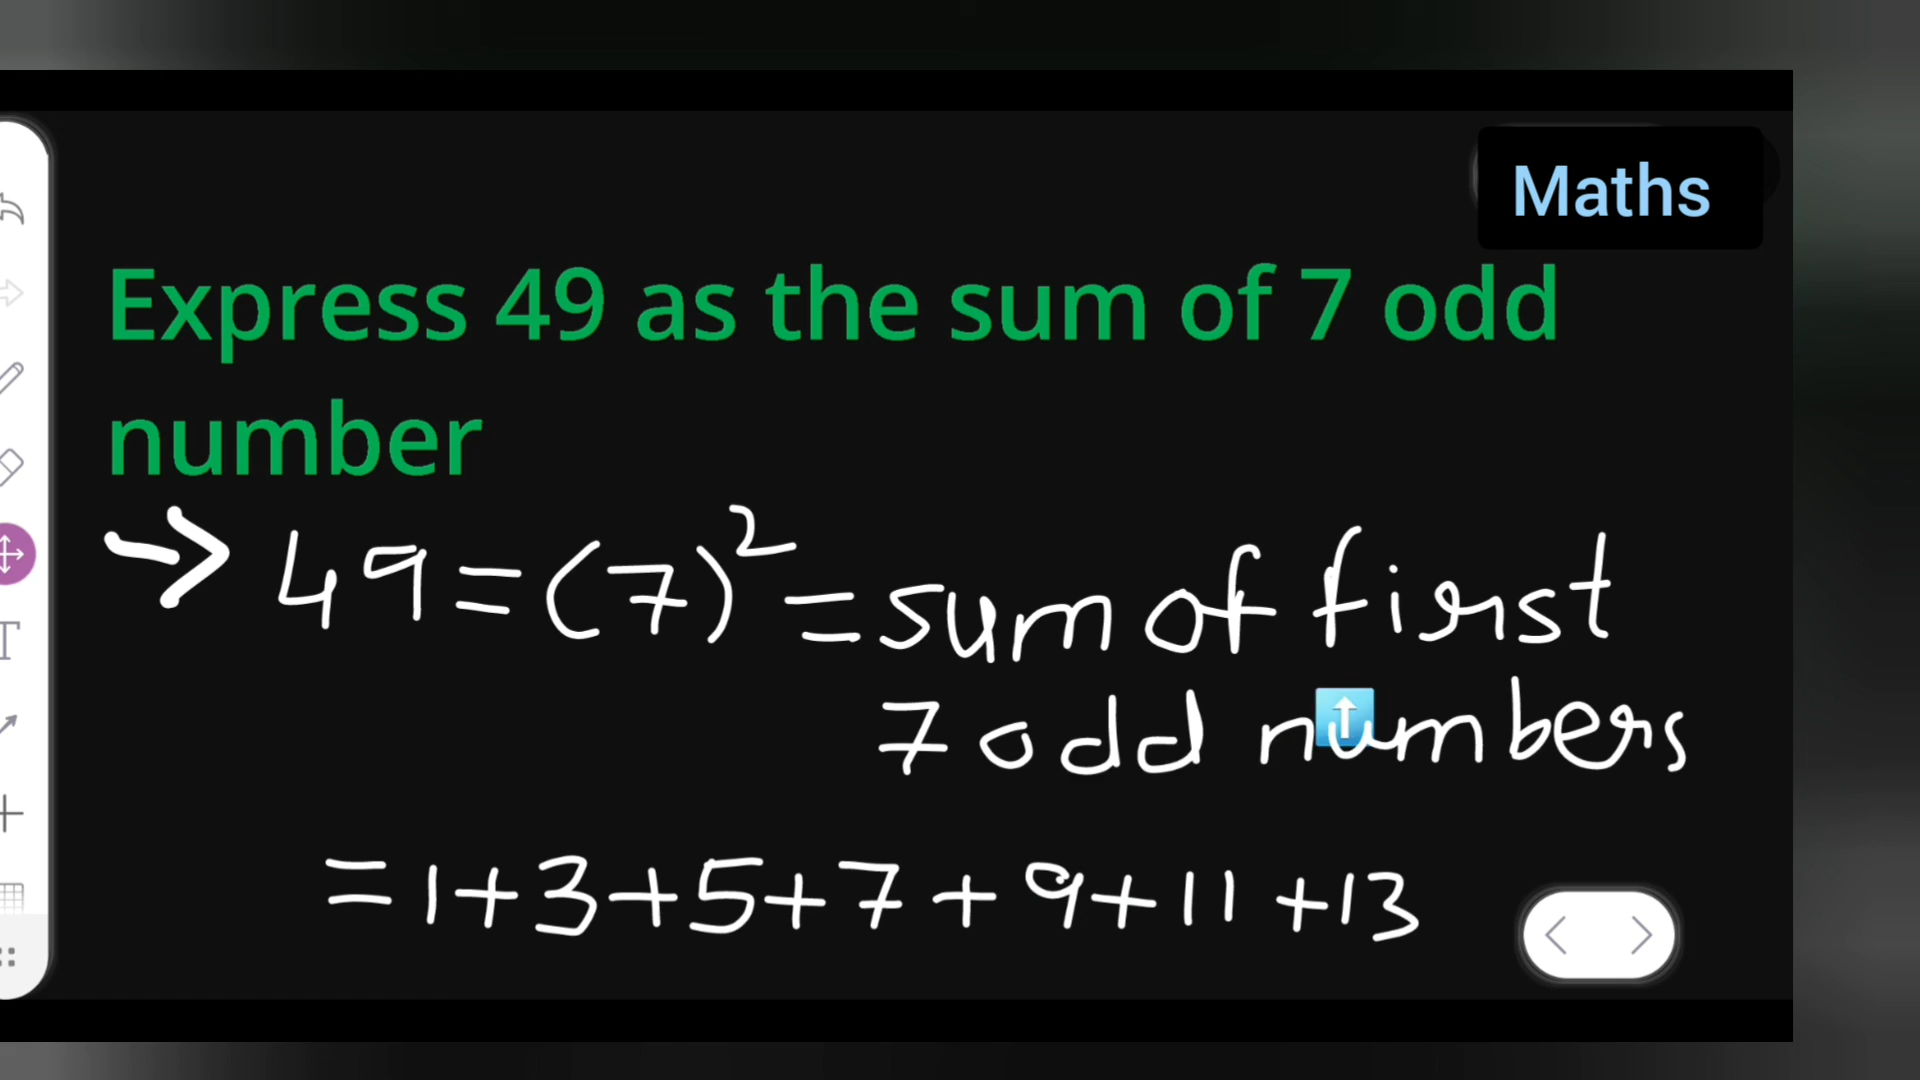 Maths
Express 49 as the sum of 7 odd
number
→ 49 = (7)² = sum of first
7 odd numbers
= 1 + 3 + 5 + 7 + 9 + 11 + 13